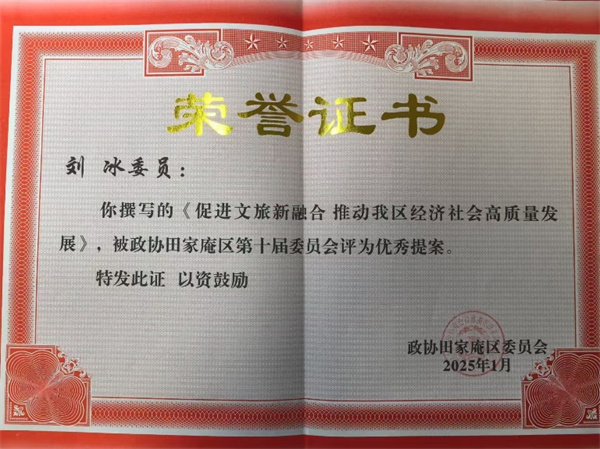 荣誉证书
刘 冰委员：
你撰写的《促进文旅新融合 推动我区经济社会高质量发
展》，被政协田家庵区第十届委员会评为优秀提案。
特发此证 以资鼓励
政协田家庵区委员会
2025年1月